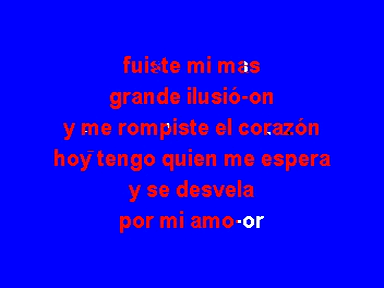 fuiste mi mas
grande ilusió-on
y me rompiste el corazón
hoy tengo quien me espera
y se desvela
por mi amo-or